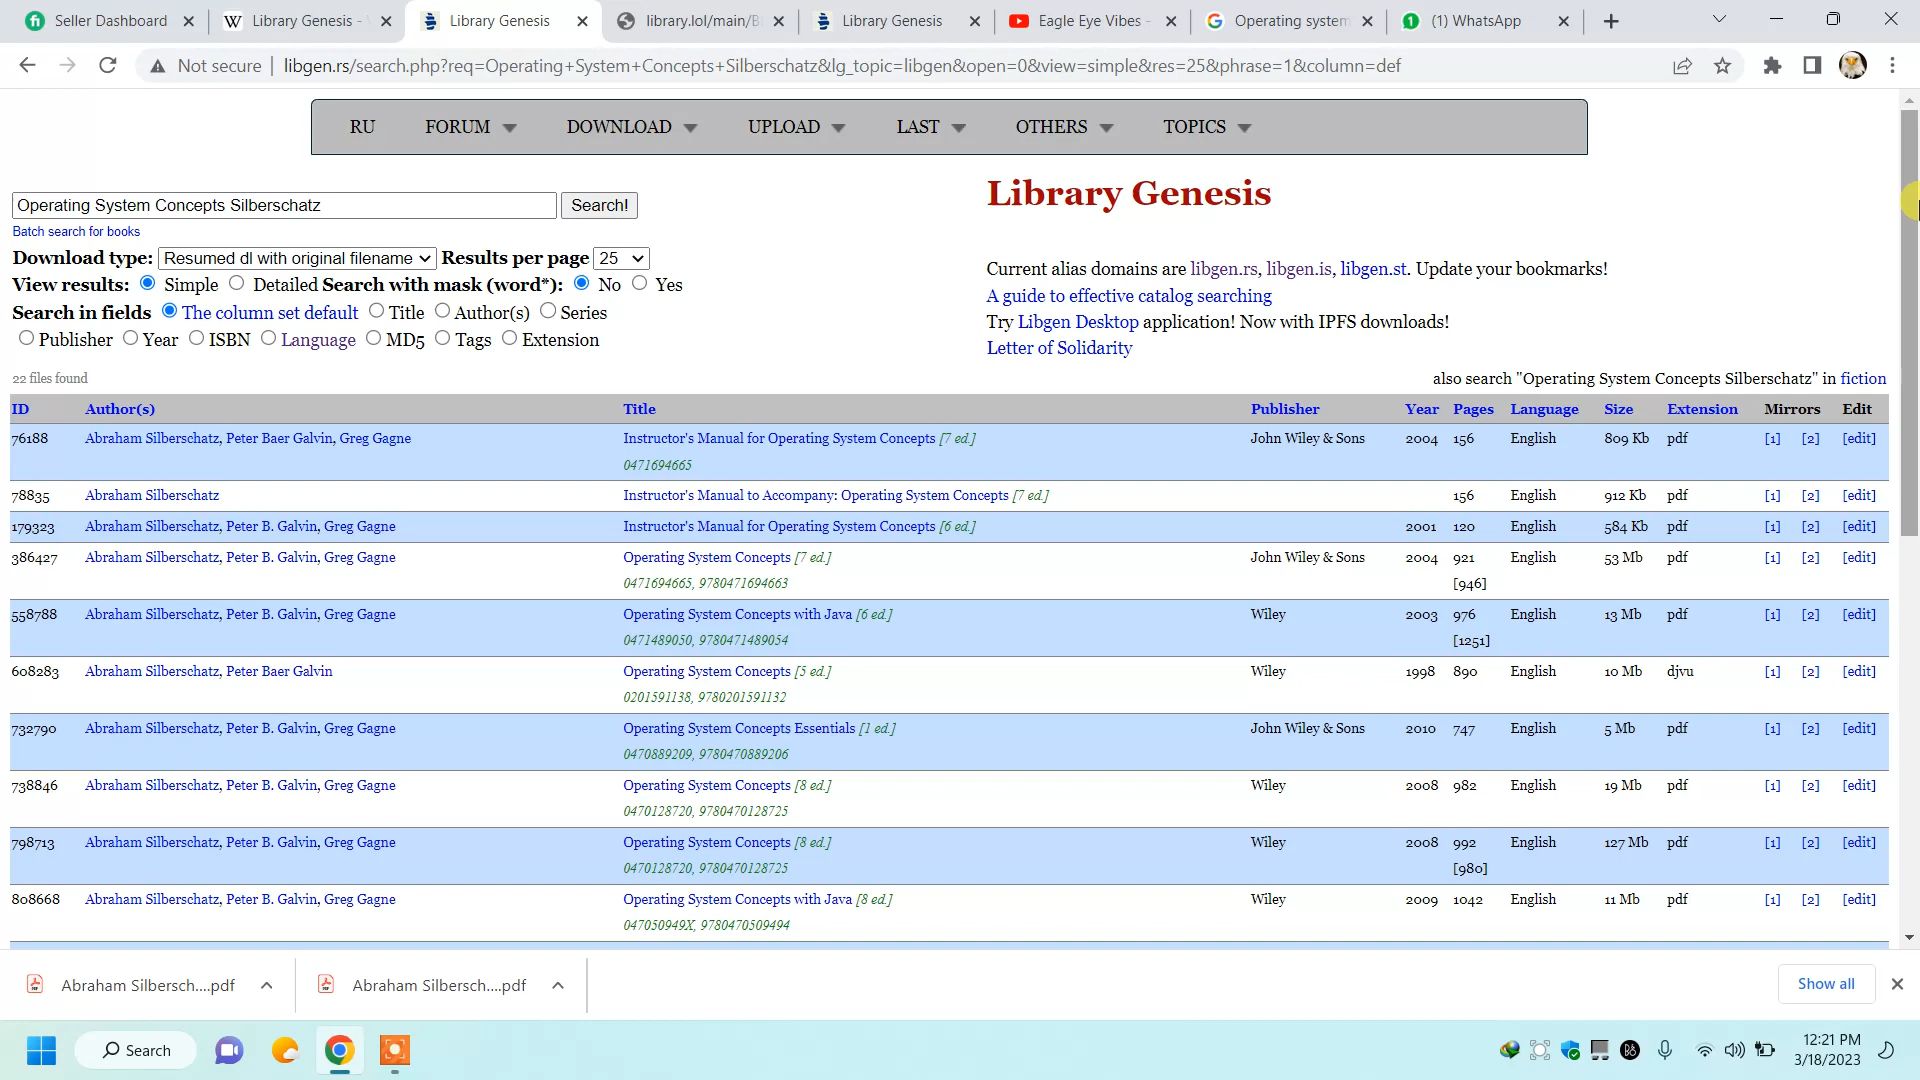 Seller Dashboard
Library Genesis -
Library Genesis
library.lol/main/
Library Genesis
Eagle Eye Vibes -
Operating system
(1) WhatsApp
Not secure | libgen.rs/search.php?req=Operating+System+Concepts+Silberschatz&lg_topic=libgen&open=0&view=simple&res=25&phrase=1&column=def
RU FORUM DOWNLOAD UPLOAD LAST OTHERS TOPICS
Library Genesis
Operating System Concepts Silberschatz Search!
Batch search for books
Download type: Resumed dl with original filename Results per page 25
View results: Simple Detailed Search with mask (word*): No Yes
Search in fields The column set default Title Author(s) Series
Publisher Year ISBN Language MD5 Tags Extension
Current alias domains are libgen.rs, libgen.is, libgen.st. Update your bookmarks!
A guide to effective catalog searching
Try Libgen Desktop application! Now with IPFS downloads!
Letter of Solidarity
22 files found
also search "Operating System Concepts Silberschatz" in fiction
ID Author(s) Title Publisher Year Pages Language Size Extension Mirrors Edit
76188 Abraham Silberschatz, Peter Baer Galvin, Greg Gagne Instructor's Manual for Operating System Concepts [7 ed.] John Wiley & Sons 2004 156 English 809 Kb pdf [1] [2] [edit]
0471694665
78835 Abraham Silberschatz Instructor's Manual to Accompany: Operating System Concepts [7 ed.] 156 English 912 Kb pdf [1] [2] [edit]
179323 Abraham Silberschatz, Peter B. Galvin, Greg Gagne Instructor's Manual for Operating System Concepts [6 ed.] 2001 120 English 584 Kb pdf [1] [2] [edit]
386427 Abraham Silberschatz, Peter B. Galvin, Greg Gagne Operating System Concepts [7 ed.] John Wiley & Sons 2004 921 English 53 Mb pdf [1] [2] [edit]
0471694665, 9780471694663 [946]
558788 Abraham Silberschatz, Peter B. Galvin, Greg Gagne Operating System Concepts with Java [6 ed.] Wiley 2003 976 English 13 Mb pdf [1] [2] [edit]
0471489050, 9780471489054 [1251]
608283 Abraham Silberschatz, Peter Baer Galvin Operating System Concepts [5 ed.] Wiley 1998 890 English 10 Mb djvu [1] [2] [edit]
0201591138, 9780201591132
732790 Abraham Silberschatz, Peter B. Galvin, Greg Gagne Operating System Concepts Essentials [1 ed.] John Wiley & Sons 2010 747 English 5 Mb pdf [1] [2] [edit]
0470889209, 9780470889206
738846 Abraham Silberschatz, Peter B. Galvin, Greg Gagne Operating System Concepts [8 ed.] Wiley 2008 982 English 19 Mb pdf [1] [2] [edit]
0470128720, 9780470128725
798713 Abraham Silberschatz, Peter B. Galvin, Greg Gagne Operating System Concepts [8 ed.] Wiley 2008 992 English 127 Mb pdf [1] [2] [edit]
0470128720, 9780470128725 [980]
808668 Abraham Silberschatz, Peter B. Galvin, Greg Gagne Operating System Concepts with Java [8 ed.] Wiley 2009 1042 English 11 Mb pdf [1] [2] [edit]
047050949X, 9780470509494
Abraham Silbersch....pdf
Abraham Silbersch....pdf
Show all
Search
12:21 PM
3/18/2023